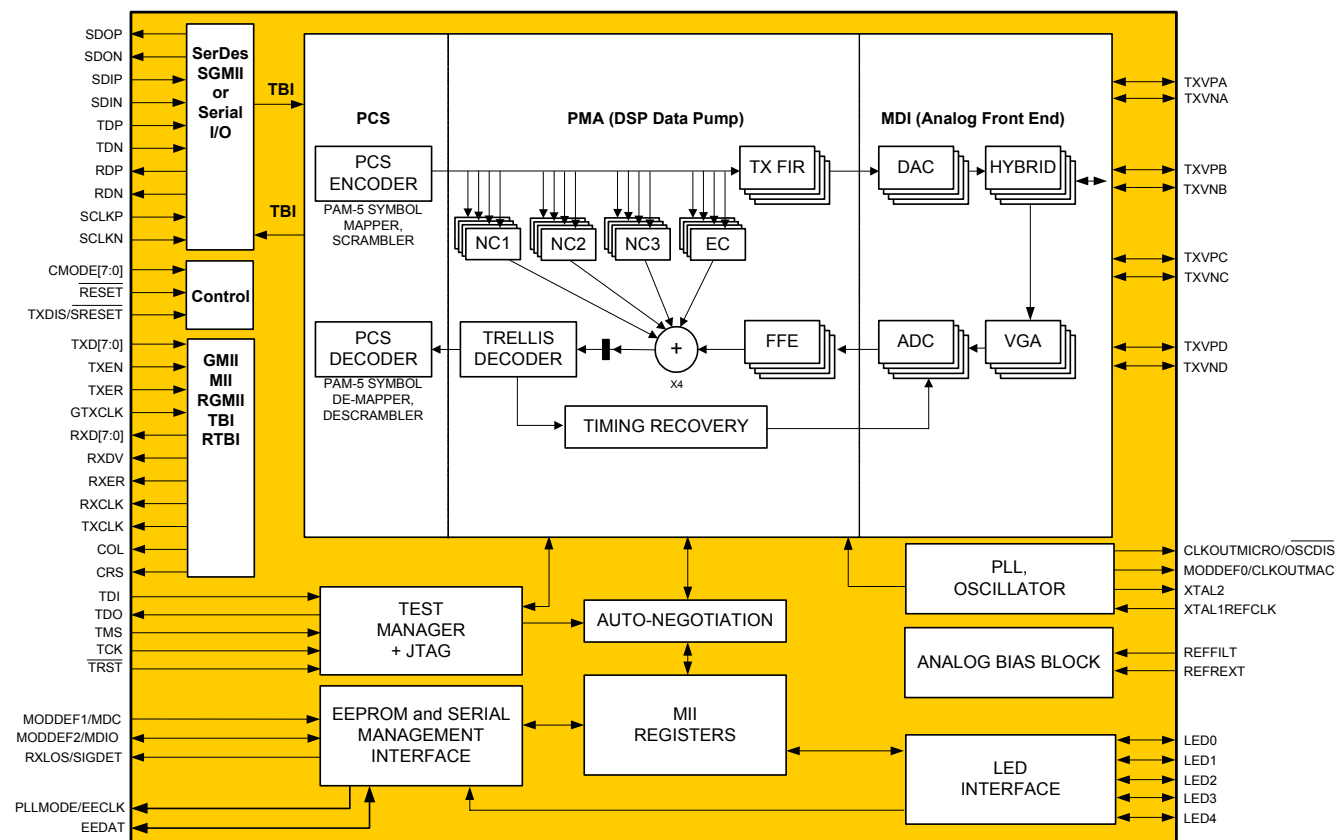 SDOP
SDON
SDIP
SDIN
TDP
TDN
RDP
RDN
SCLKP
SCLKN
CMODE[7:0]
RESET
TXDIS/SRESET
TXD[7:0]
TXEN
TXER
GTXCLK
RXD[7:0]
RXDV
RXER
RXCLK
TXCLK
COL
CRS
TDI
TDO
TMS
TCK
TRST
MODDEF1/MDC
MODDEF2/MDIO
RXLOS/SIGDET
PLLMODE/EECLK
EEDAT
SerDes
SGMII
or
Serial
I/O
TBI
TBI
Control
GMII
MII
RGMII
TBI
RTBI
PCS
PCS
ENCODER
PAM-5 SYMBOL
MAPPER,
SCRAMBLER
PCS
DECODER
PAM-5 SYMBOL
DE-MAPPER,
DESCRAMBLER
PMA (DSP Data Pump)
TX FIR
NC1
NC2
NC3
EC
TRELLIS
DECODER
+
X4
FFE
TIMING RECOVERY
MDI (Analog Front End)
DAC
HYBRID
ADC
VGA
TEST
MANAGER
+ JTAG
AUTO-NEGOTIATION
EEPROM and SERIAL
MANAGEMENT
INTERFACE
MII
REGISTERS
PLL,
OSCILLATOR
ANALOG BIAS BLOCK
LED
INTERFACE
TXVPA
TXVNA
TXVPB
TXVNB
TXVPC
TXVNC
TXVPD
TXVND
CLKOUTMICRO/OSCDIS
MODDEF0/CLKOUTMAC
XTAL2
XTAL1REFCLK
REFFILT
REFREXT
LED0
LED1
LED2
LED3
LED4